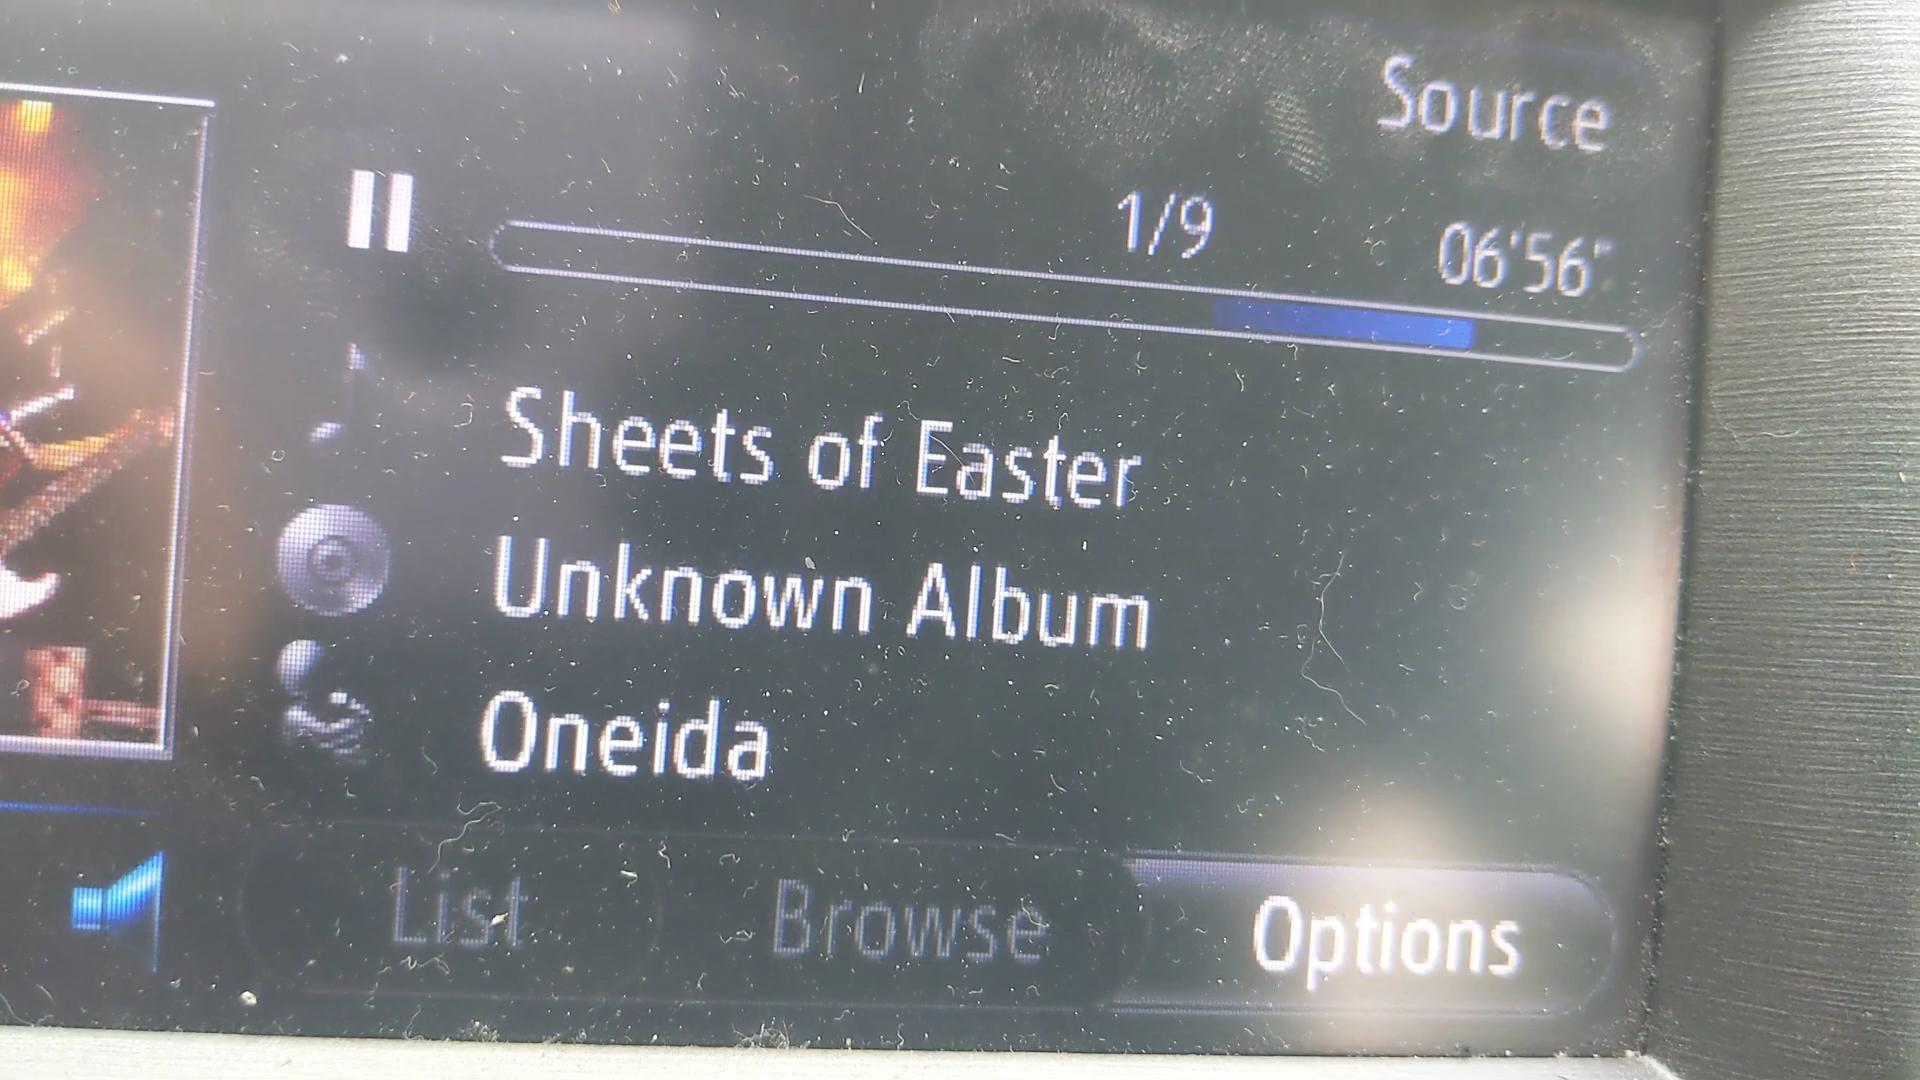 Source
1/9
06'56"
Sheets of Easter
Unknown Album
Oneida
List
Browse
Options